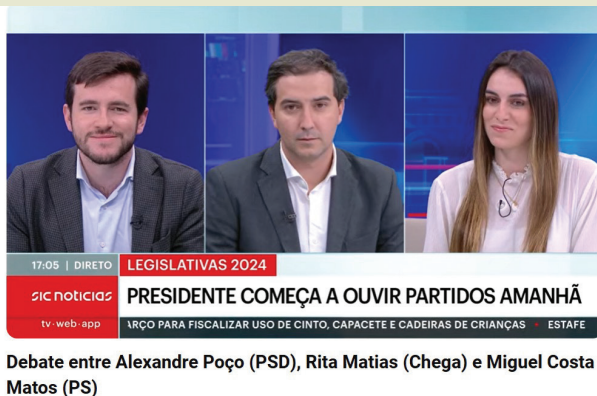 17:05 | DIRETO
LEGISLATIVAS 2024
SIC notícias
PRESIDENTE COMEÇA A OUVIR PARTIDOS AMANHÃ
tv·web·app
ARÇO PARA FISCALIZAR USO DE CINTO, CAPACETE E CADEIRAS DE CRIANÇAS • ESTAFE
Debate entre Alexandre Poço (PSD), Rita Matias (Chega) e Miguel Costa
Matos (PS)